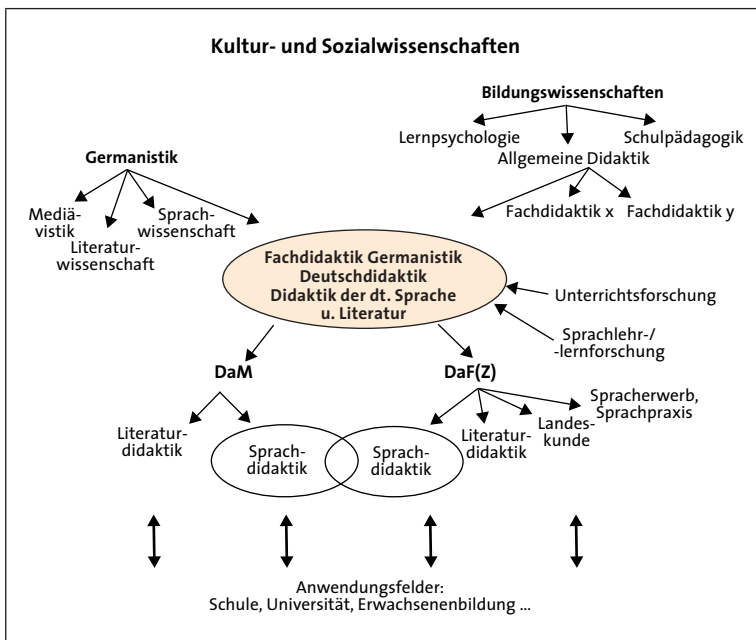 Kultur- und Sozialwissenschaften
Bildungswissenschaften
Lernpsychologie
Schulpädagogik
Allgemeine Didaktik
Germanistik
Mediä-
vistik
Sprach-
wissenschaft
Literatur-
wissenschaft
Fachdidaktik x
Fachdidaktik y
Fachdidaktik Germanistik
Deutschdidaktik
Didaktik der dt. Sprache
u. Literatur
Unterrichtsforschung
Sprachlehr-/
-lernforschung
DaM
DaF(Z)
Literatur-
didaktik
Sprach-
didaktik
Sprach-
didaktik
Literatur-
didaktik
Landes-
kunde
Spracherwerb,
Sprachpraxis
Anwendungsfelder:
Schule, Universität, Erwachsenenbildung ...